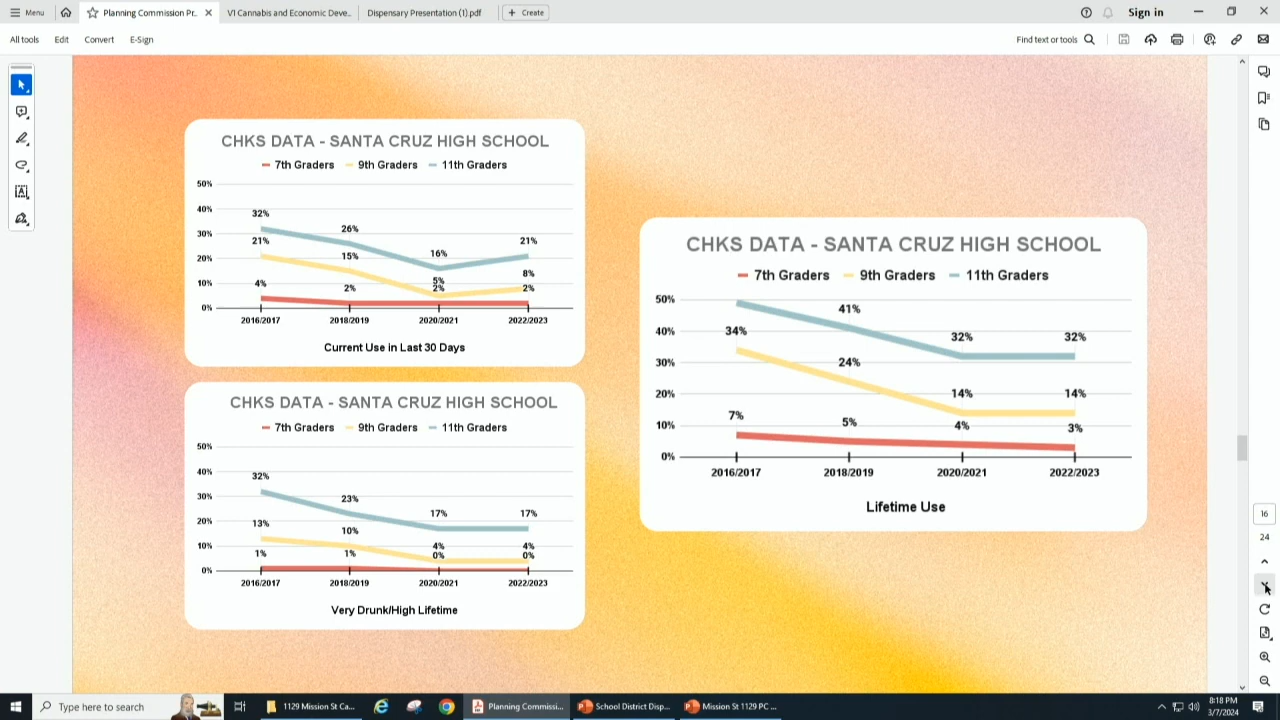 Menu
Planning Commission Pr...
VI Cannabis and Economic Deve...
Dispensary Presentation (1).pdf
+ Create
Sign in
All tools
Edit
Convert
E-Sign
Find text or tools
CHKS DATA - SANTA CRUZ HIGH SCHOOL
7th Graders 9th Graders 11th Graders
50%
40%
30%
20%
10%
0%
32%
26%
16%
21%
21%
15%
5%
8%
4%
2%
2%
2%
2016/2017 2018/2019 2020/2021 2022/2023
Current Use in Last 30 Days
CHKS DATA - SANTA CRUZ HIGH SCHOOL
7th Graders 9th Graders 11th Graders
50%
40%
30%
20%
10%
0%
32%
23%
17%
17%
13%
10%
4%
4%
1%
1%
0%
0%
2016/2017 2018/2019 2020/2021 2022/2023
Very Drunk/High Lifetime
CHKS DATA - SANTA CRUZ HIGH SCHOOL
7th Graders 9th Graders 11th Graders
50%
40%
30%
20%
10%
0%
41%
32%
32%
34%
24%
14%
14%
7%
5%
4%
3%
2016/2017 2018/2019 2020/2021 2022/2023
Lifetime Use
16
24
Type here to search
1129 Mission St Ca...
Planning Commissi...
School District Disp...
Mission St 1129 PC ...
8:18 PM
3/7/2024